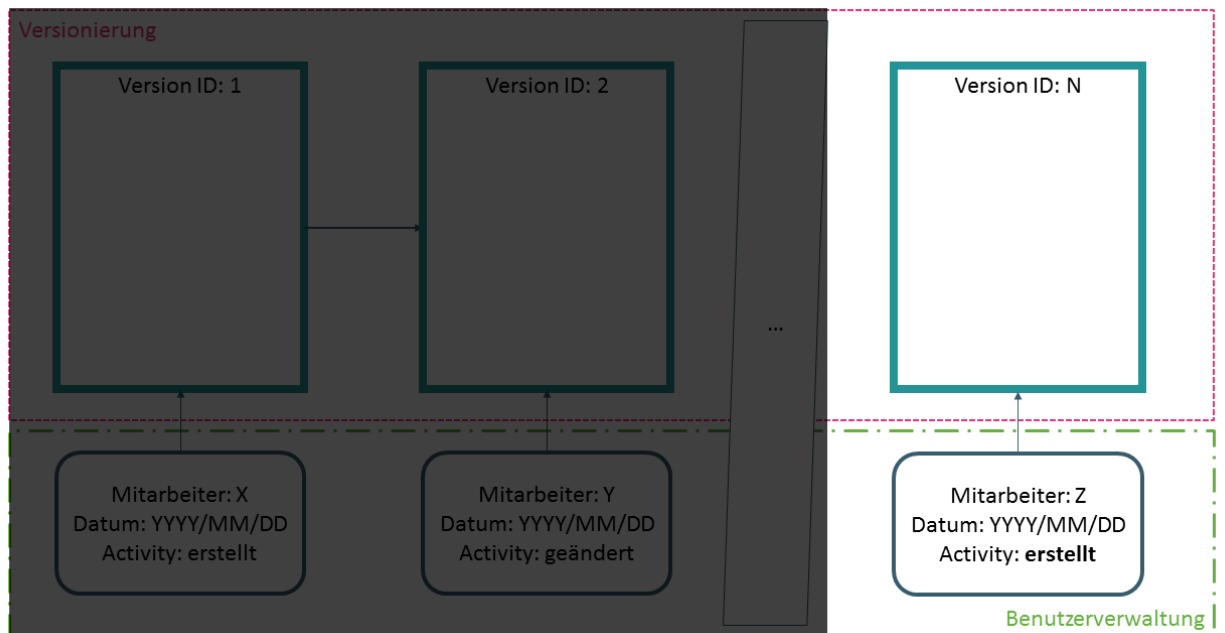 Versionierung
Version ID: 1
Version ID: 2
Version ID: N
...
Mitarbeiter: X
Datum: YYYY/MM/DD
Activity: erstellt
Mitarbeiter: Y
Datum: YYYY/MM/DD
Activity: geändert
Mitarbeiter: Z
Datum: YYYY/MM/DD
Activity: erstellt
Benutzerverwaltung